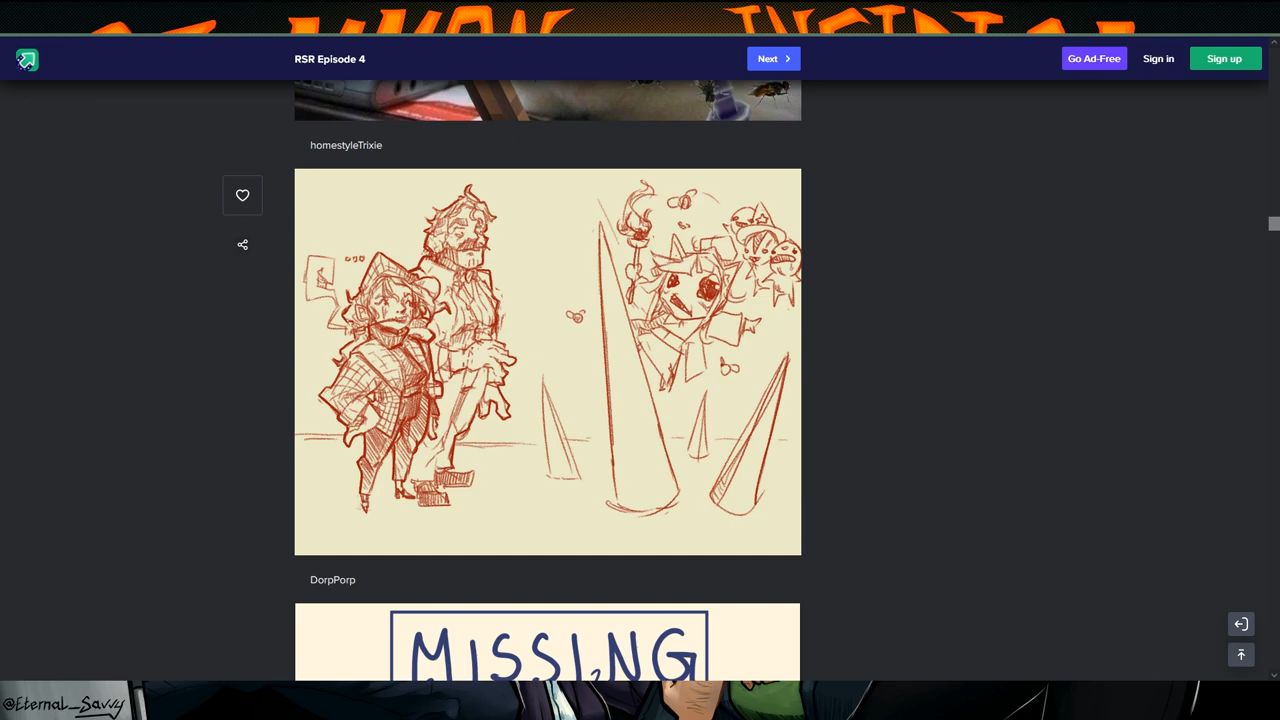 RSR Episode 4
Next
Go Ad-Free
Sign in
Sign up
homestyleTrixie
DorpPorp
MISSING
@Eternal_Savvy